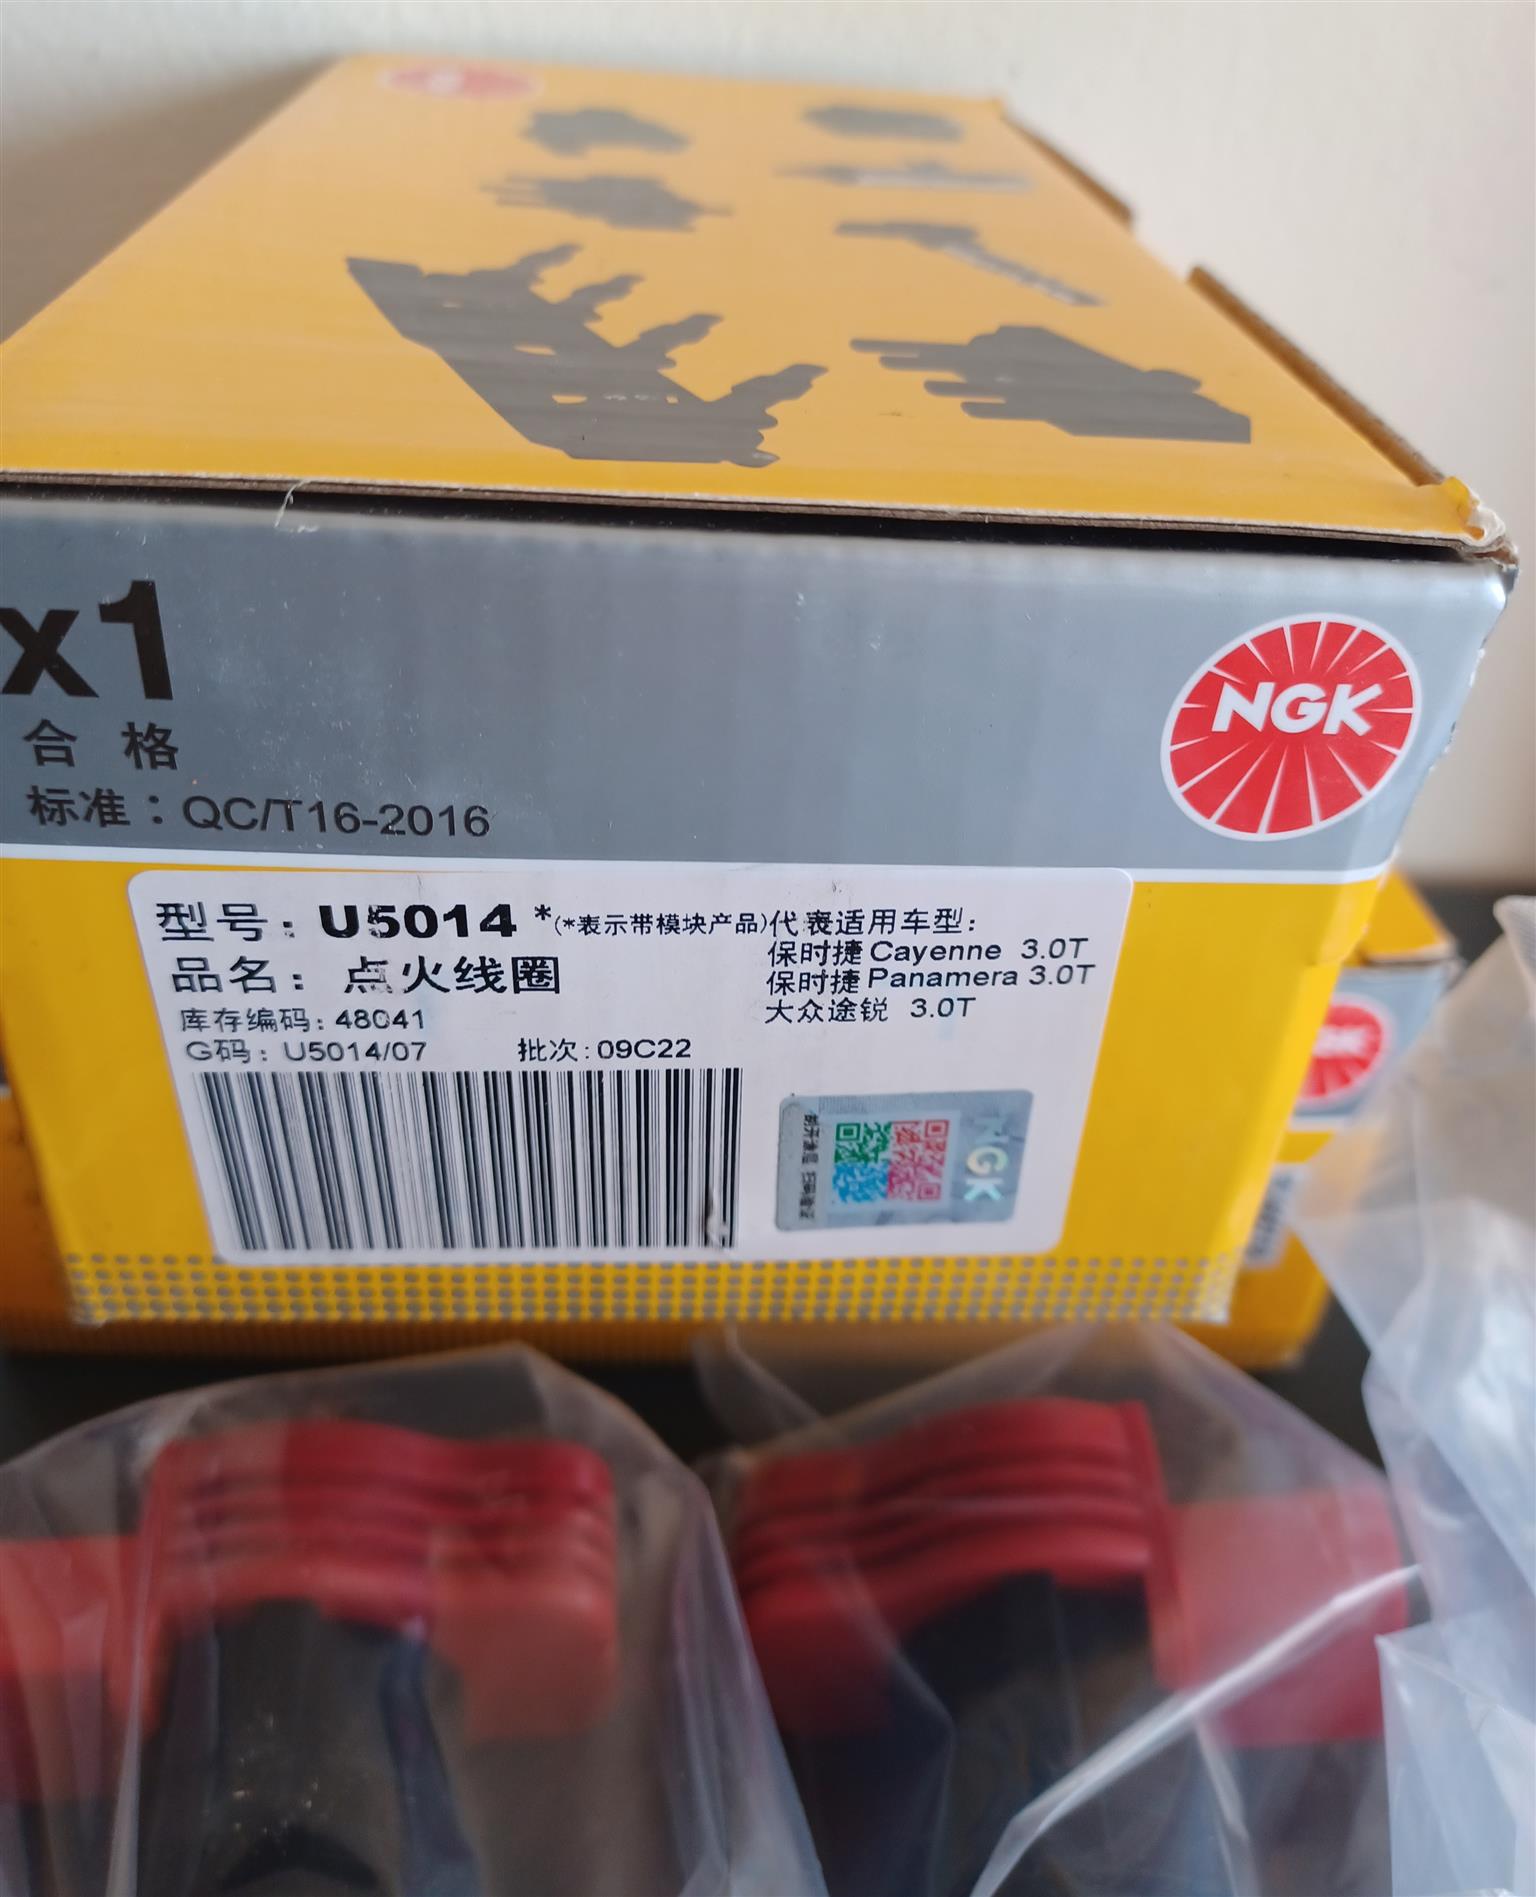 x1
合格
标准：QC/T16-2016
NGK
型号：U5014 *(*表示带模块产品)
品名：点火线圈
库存编码：48041
G码：U5014/07 批次：09C22
代表适用车型：
保时捷 Cayenne 3.0T
保时捷 Panamera 3.0T
大众途锐 3.0T
NGK